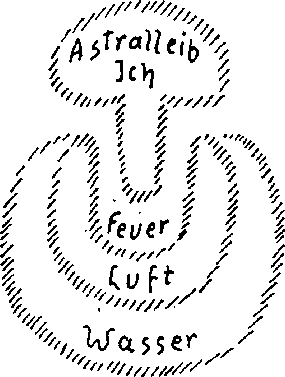 Astralleib
Ich
Feuer
Luft
Wasser